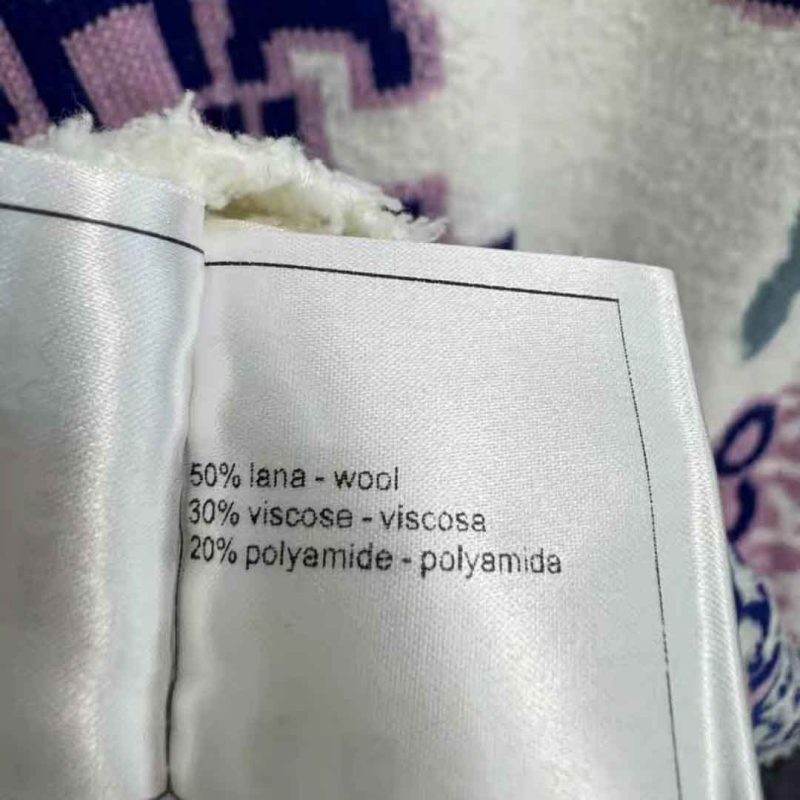 50% lana - wool
30% viscose - viscosa
20% polyamide - polyamida